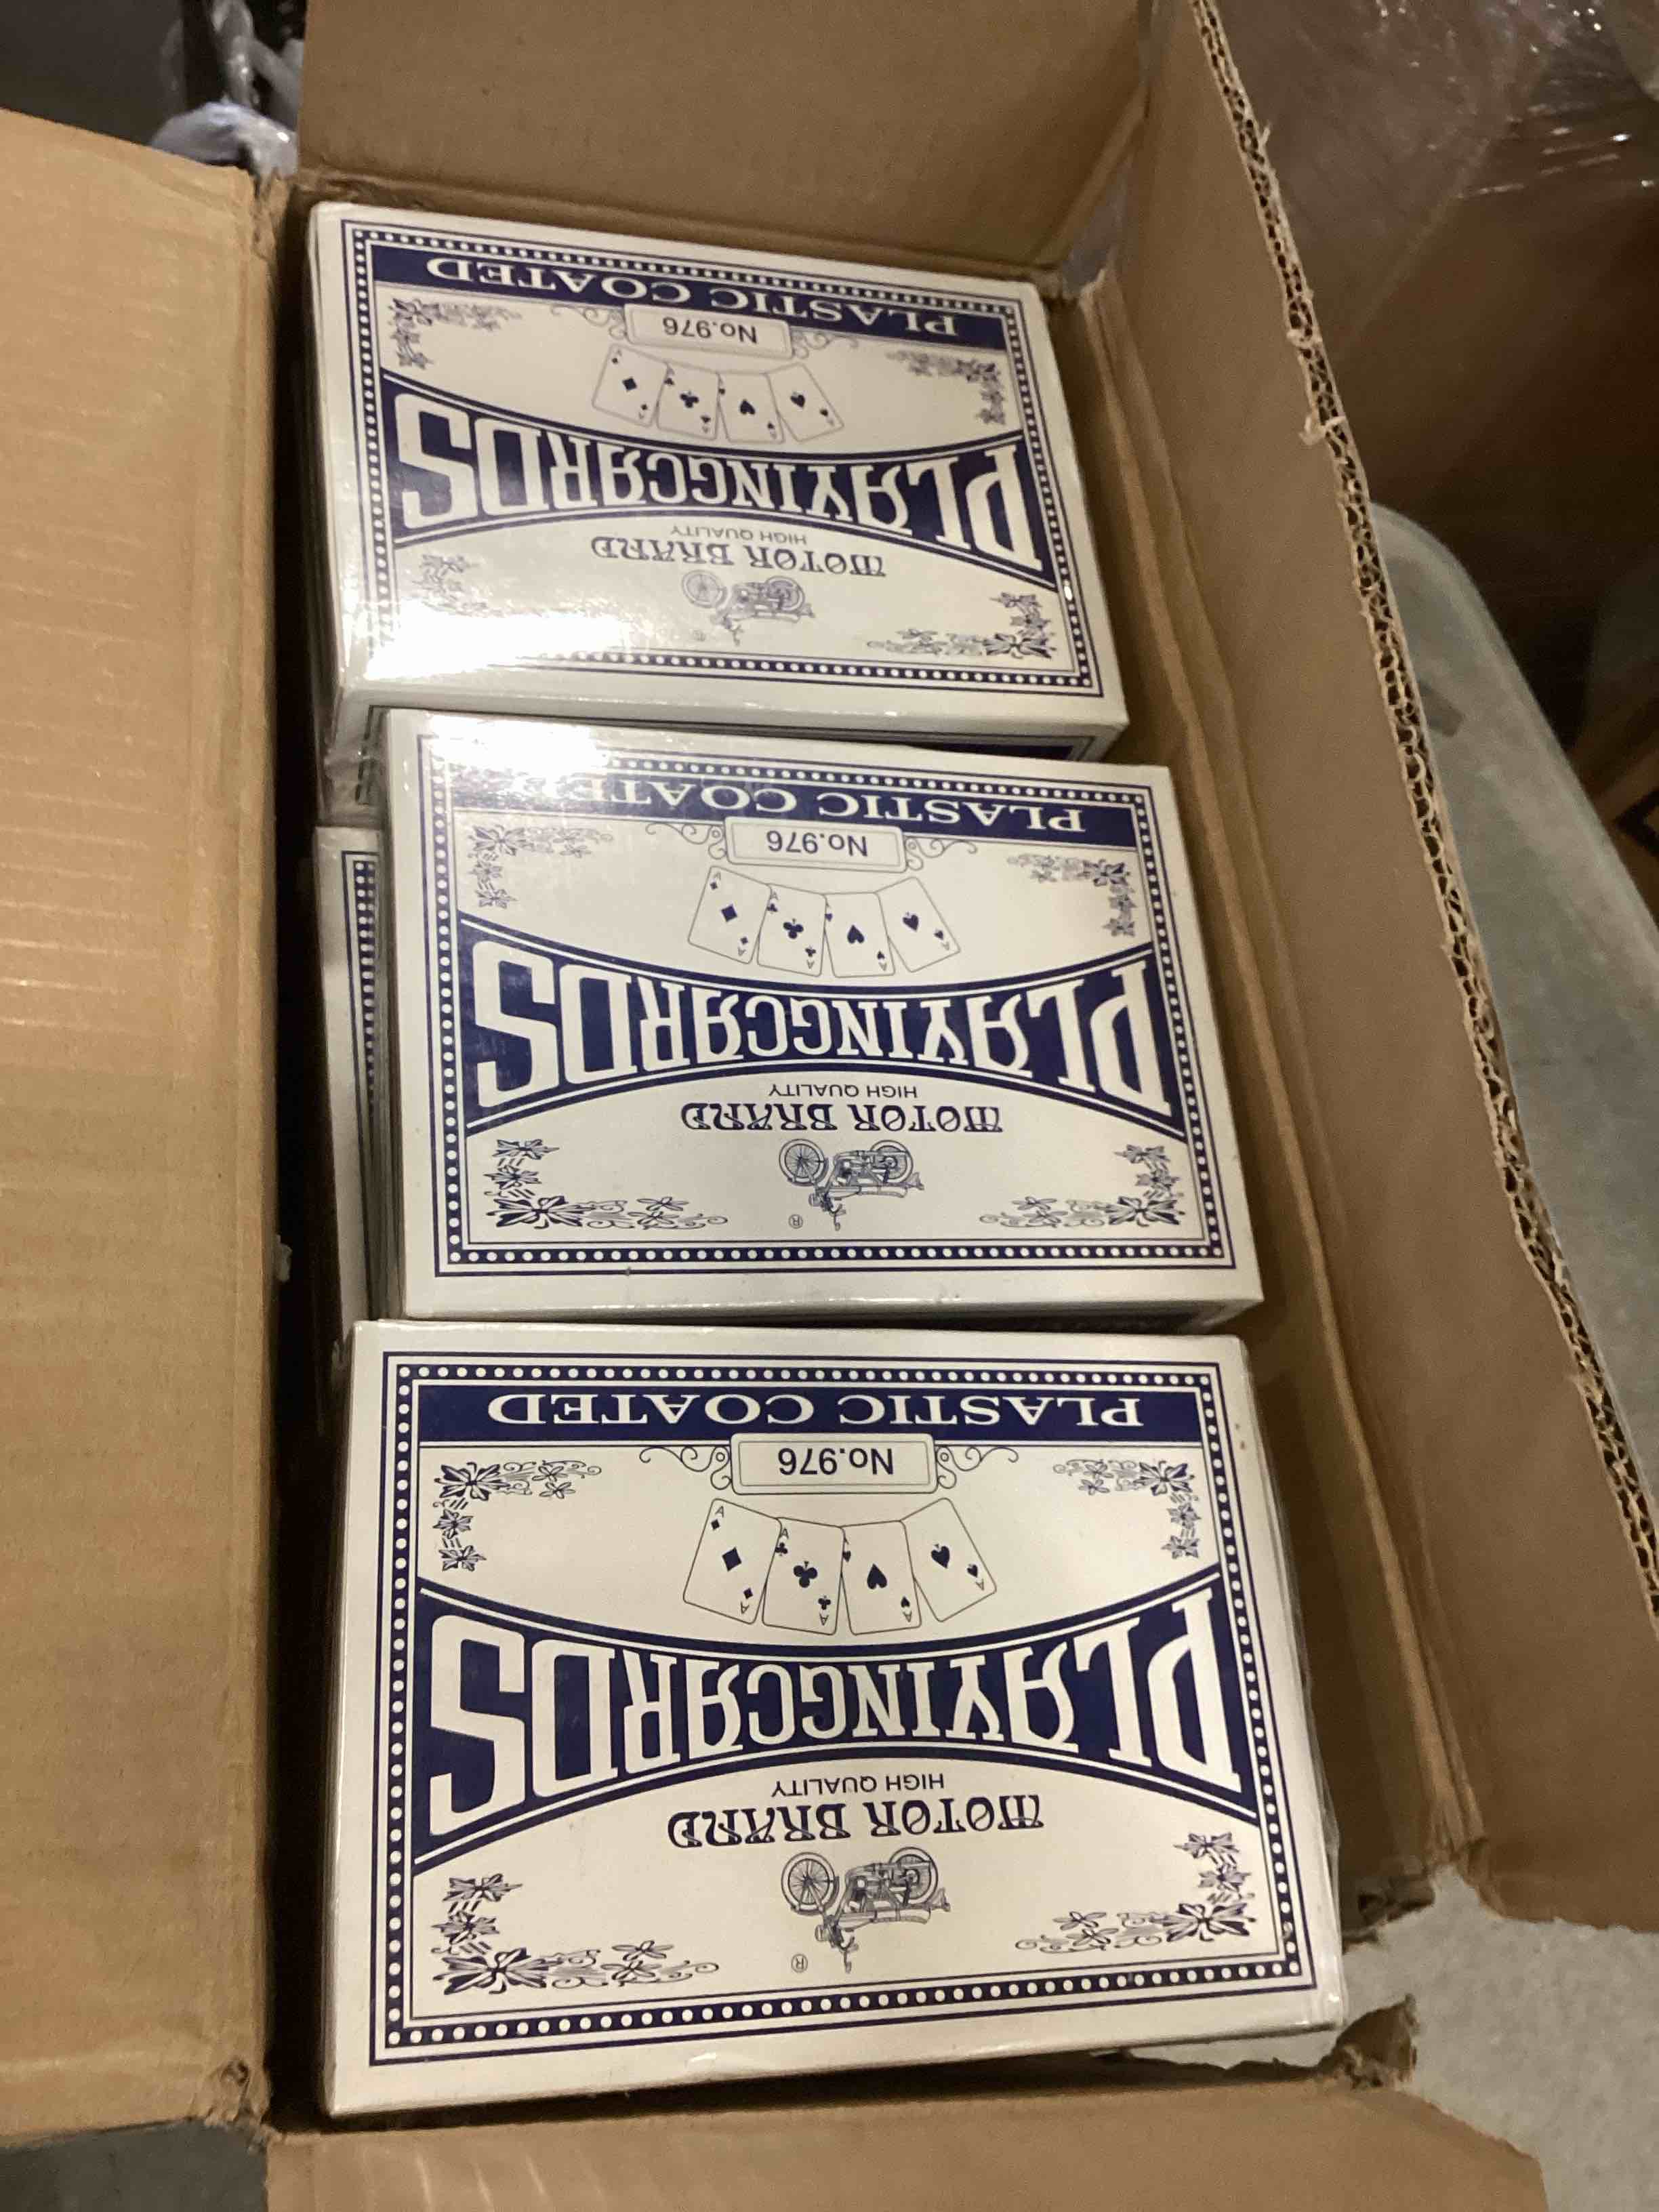 ®
MOTOR BRAND
HIGH QUALITY
PLAYINGCARDS
No.976
PLASTIC COATED
®
MOTOR BRAND
HIGH QUALITY
PLAYINGCARDS
No.976
PLASTIC COATED
®
MOTOR BRAND
HIGH QUALITY
PLAYINGCARDS
No.976
PLASTIC COATED